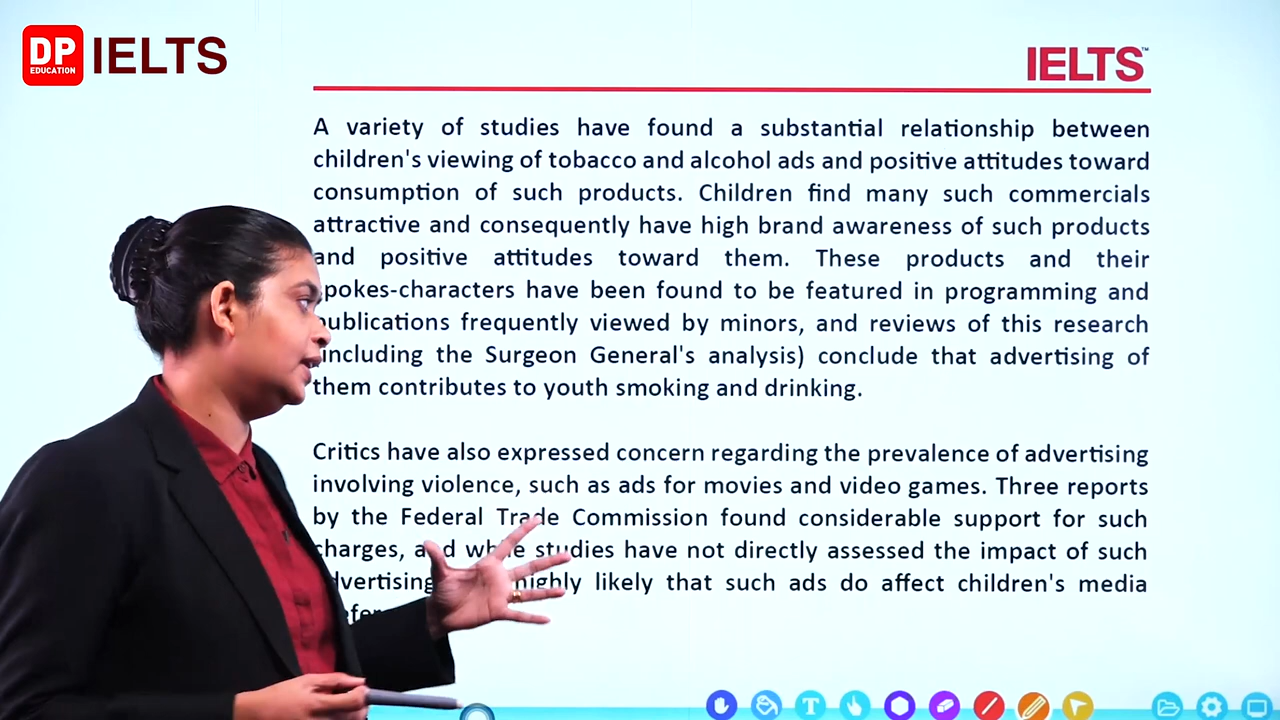 DP
EDUCATION
IELTS
IELTS™
A variety of studies have found a substantial relationship between
children's viewing of tobacco and alcohol ads and positive attitudes toward
consumption of such products. Children find many such commercials
attractive and consequently have high brand awareness of such products
and positive attitudes toward them. These products and their
spokes-characters have been found to be featured in programming and
publications frequently viewed by minors, and reviews of this research
(including the Surgeon General's analysis) conclude that advertising of
them contributes to youth smoking and drinking.
Critics have also expressed concern regarding the prevalence of advertising
involving violence, such as ads for movies and video games. Three reports
by the Federal Trade Commission found considerable support for such
charges, and while studies have not directly assessed the impact of such
advertising highly likely that such ads do affect children's media
T